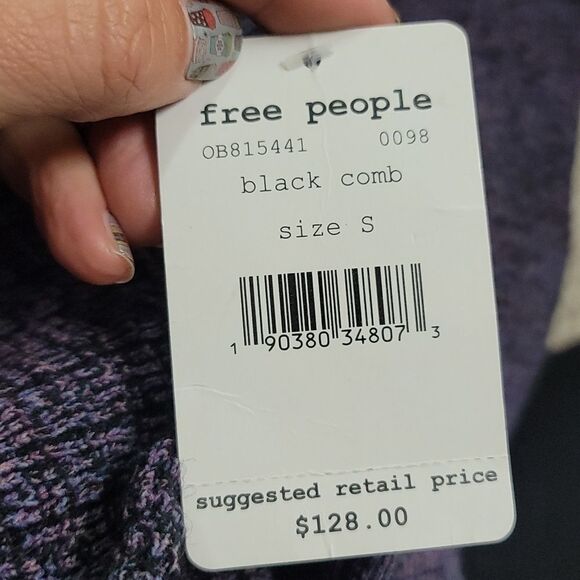 free people
OB815441 0098
black comb
size S
1 90380 34807 3
suggested retail price
$128.00